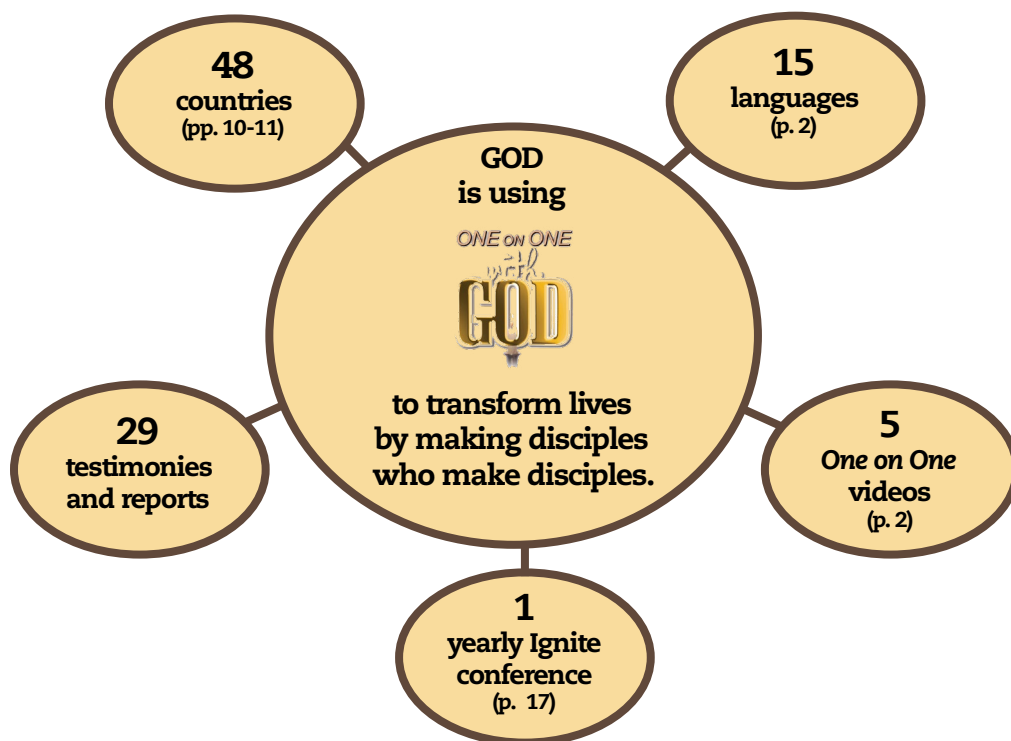 48
countries
(pp. 10-11)
15
languages
(p. 2)
GOD
is using
ONE ON ONE
with
GOD
to transform lives
by making disciples
who make disciples.
29
testimonies
and reports
5
One on One
videos
(p. 2)
1
yearly Ignite
conference
(p. 17)